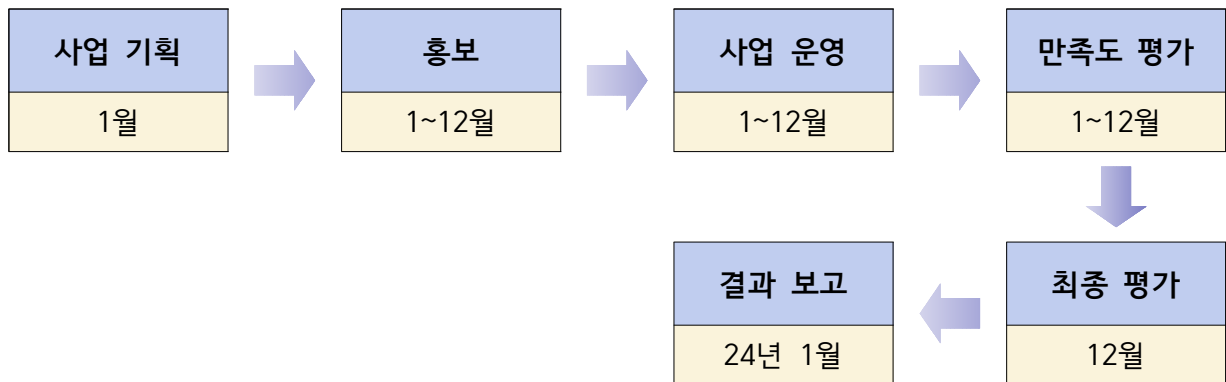 사업 기획
1월
홍보
1~12월
사업 운영
1~12월
만족도 평가
1~12월
최종 평가
12월
결과 보고
24년 1월